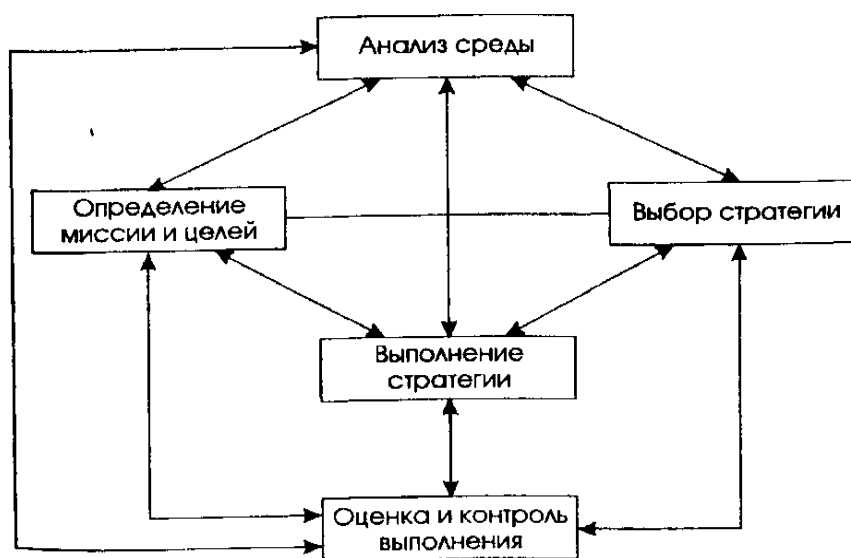 Анализ среды
Определение
миссии и целей
Выбор стратегии
Выполнение
стратегии
Оценка и контроль
выполнения